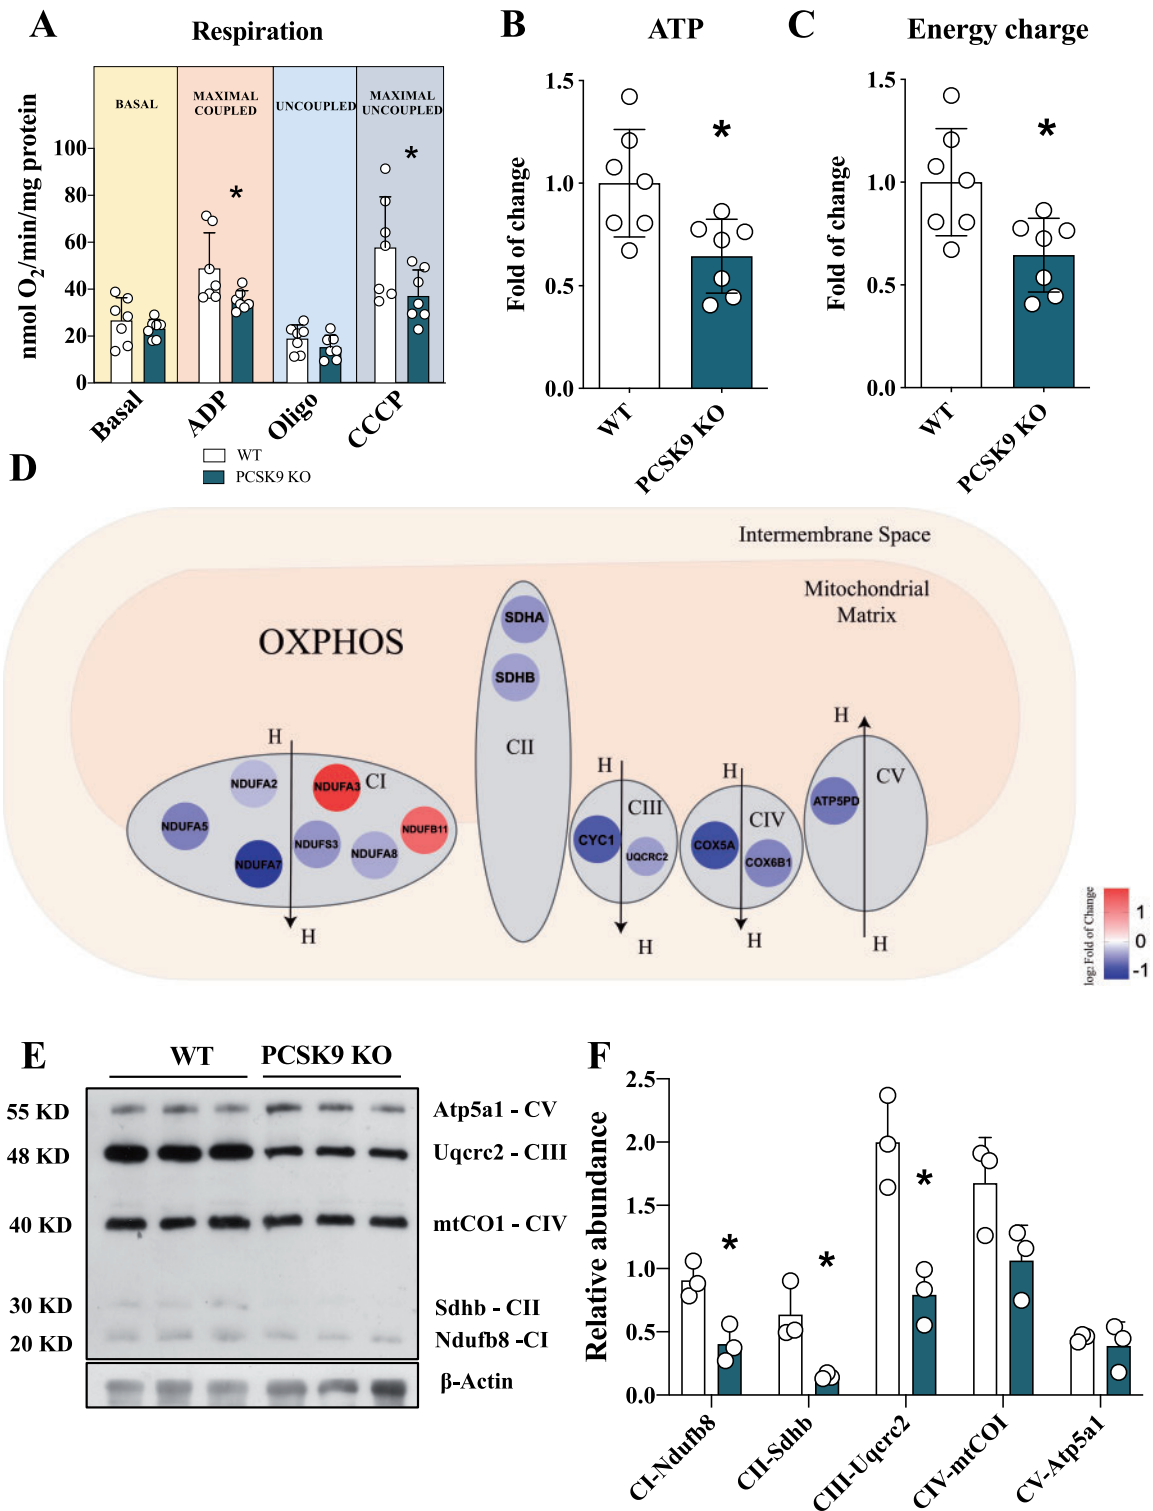 A
Respiration
BASAL
MAXIMAL
COUPLED
UNCOUPLED
MAXIMAL
UNCOUPLED
nmol O2/min/mg protein
100
80
60
40
20
0
*
*
Basal
ADP
Oligo
CCCP
WT
PCSK9 KO
B
ATP
Fold of change
1.5
1.0
0.5
0.0
*
WT
PCSK9 KO
C
Energy charge
Fold of change
1.5
1.0
0.5
0.0
*
WT
PCSK9 KO
D
Intermembrane Space
Mitochondrial
Matrix
OXPHOS
SDHA
SDHB
CII
H
NDUFA2
NDUFA3
CI
NDUFA5
NDUFB11
NDUFS3
NDUFA7
NDUFA8
H
H
CIII
CYC1
UQCRC2
H
H
CIV
COX5A
COX6B1
H
H
CV
ATP5PD
H
log2 Fold of Change
1
0
-1
E
WT
PCSK9 KO
55 KD
Atp5a1 - CV
48 KD
Uqcrc2 - CIII
40 KD
mtCO1 - CIV
30 KD
Sdhb - CII
20 KD
Ndufb8 -CI
β-Actin
F
Relative abundance
2.5
2.0
1.5
1.0
0.5
0.0
*
*
*
CI-Ndufb8
CII-Sdhb
CIII-Uqcrc2
CIV-mtCOI
CV-Atp5a1